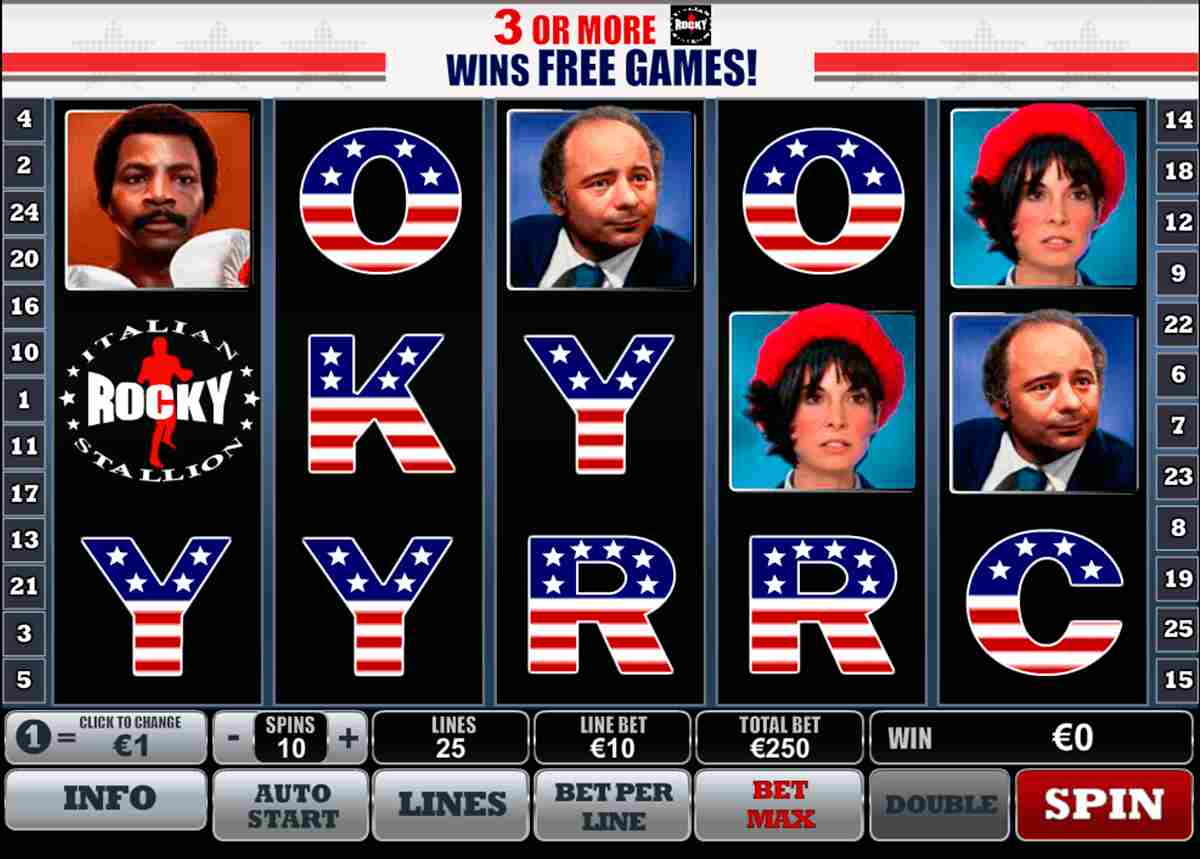 3 OR MORE ROCKY
WINS FREE GAMES!
4
2
24
20
16
10
1
11
17
13
21
3
5
O
O
ITALIAN
ROCKY
STALLION
K
Y
Y
Y
R
R
C
14
18
12
9
22
6
7
23
8
19
25
15
1 = CLICK TO CHANGE
€1
- SPINS +
10
LINES
25
LINE BET
€10
TOTAL BET
€250
WIN €0
INFO
AUTO
START
LINES
BET PER
LINE
BET
MAX
DOUBLE
SPIN